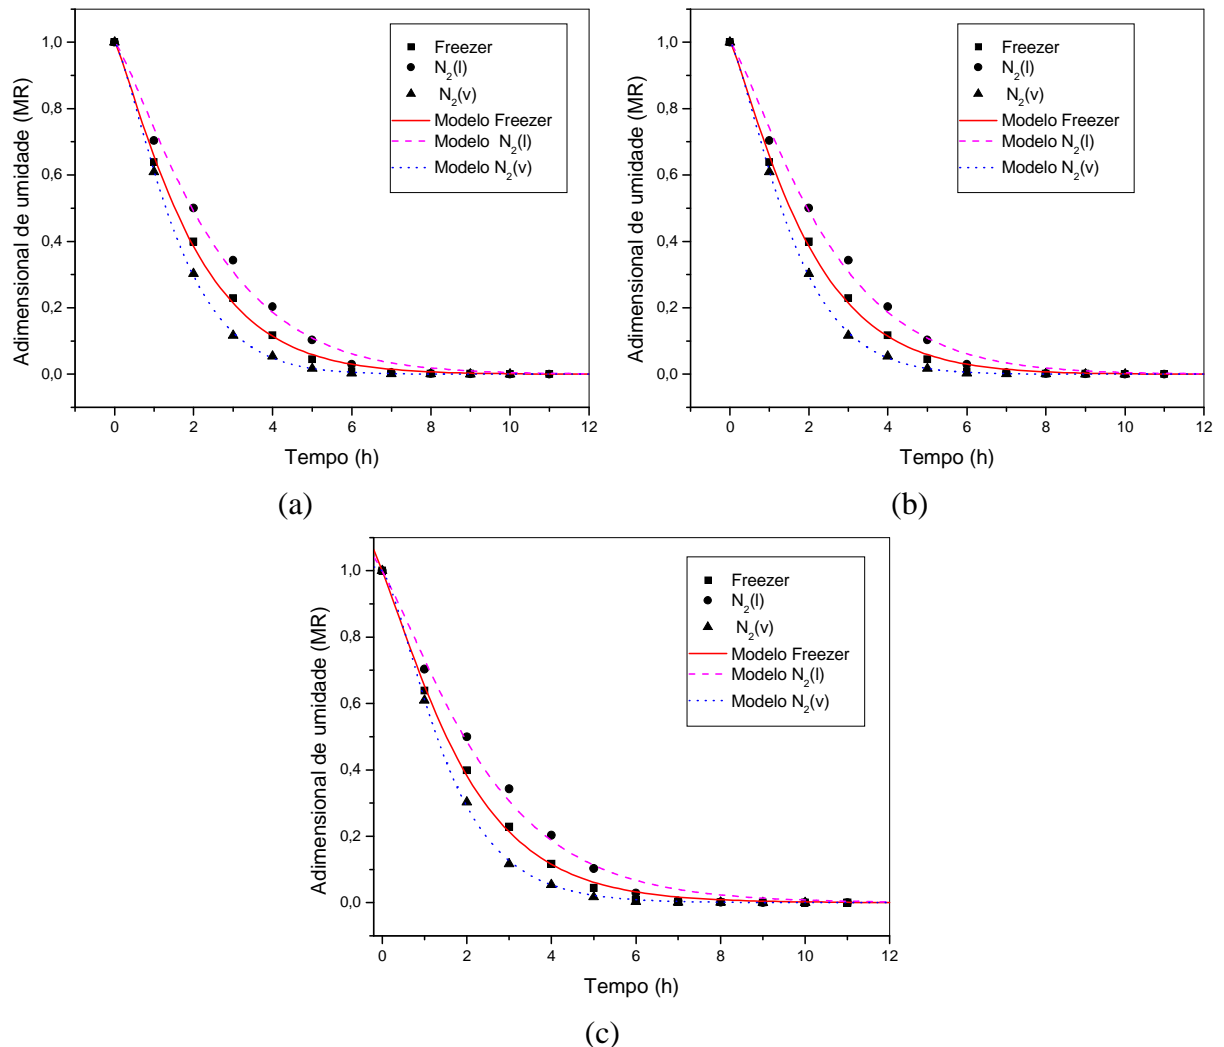 Adimensional de umidade (MR)
1,0
0,8
0,6
0,4
0,2
0,0
Freezer
N2(l)
N2(v)
Modelo Freezer
Modelo N2(l)
Modelo N2(v)
0 2 4 6 8 10 12
Tempo (h)
(a)
Adimensional de umidade (MR)
1,0
0,8
0,6
0,4
0,2
0,0
Freezer
N2(l)
N2(v)
Modelo Freezer
Modelo N2(l)
Modelo N2(v)
0 2 4 6 8 10 12
Tempo (h)
(b)
Adimensional de umidade (MR)
1,0
0,8
0,6
0,4
0,2
0,0
Freezer
N2(l)
N2(v)
Modelo Freezer
Modelo N2(l)
Modelo N2(v)
0 2 4 6 8 10 12
Tempo (h)
(c)